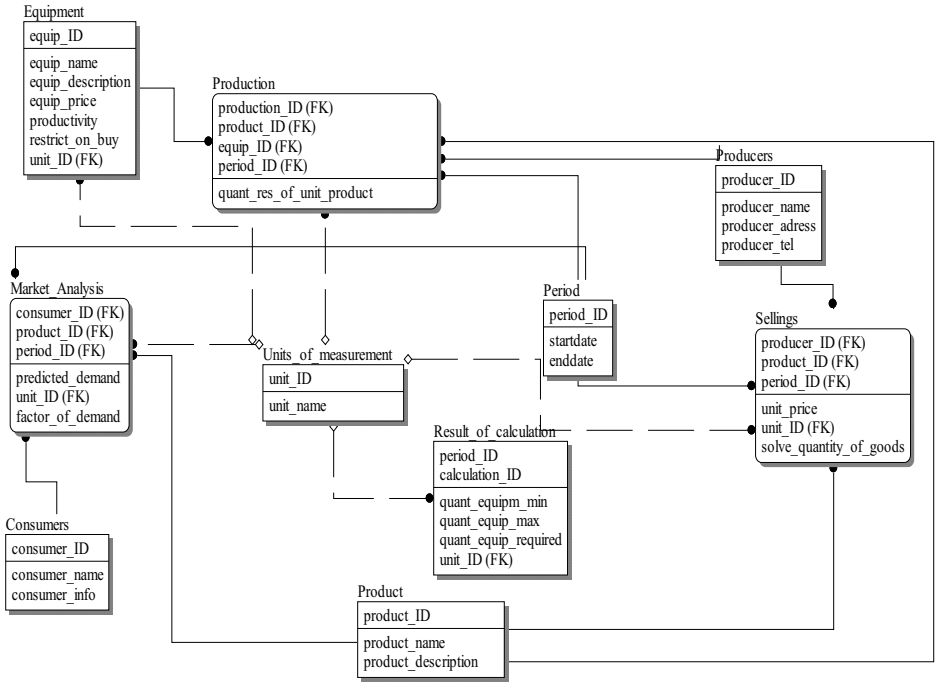 Equipment
equip_ID
equip_name
equip_description
equip_price
productivity
restrict_on_buy
unit_ID (FK)
Production
production_ID (FK)
product_ID (FK)
equip_ID (FK)
period_ID (FK)
quant_res_of_unit_product
Producers
producer_ID
producer_name
producer_adress
producer_tel
Market_Analysis
consumer_ID (FK)
product_ID (FK)
period_ID (FK)
predicted_demand
unit_ID (FK)
factor_of_demand
Units_of_measurement
unit_ID
unit_name
Period
period_ID
startdate
enddate
Sellings
producer_ID (FK)
product_ID (FK)
period_ID (FK)
unit_price
unit_ID (FK)
solve_quantity_of_goods
Result_of_calculation
period_ID
calculation_ID
quant_equipm_min
quant_equip_max
quant_equip_required
unit_ID (FK)
Consumers
consumer_ID
consumer_name
consumer_info
Product
product_ID
product_name
product_description